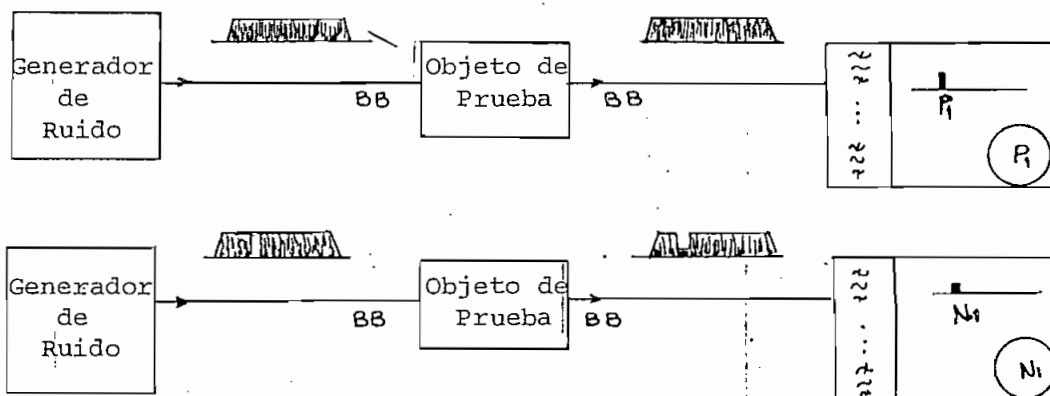 Generador
de
Ruido
BB
Objeto de
Prueba
BB
P1
P1
Generador
de
Ruido
BB
Objeto de
Prueba
BB
N1
N1